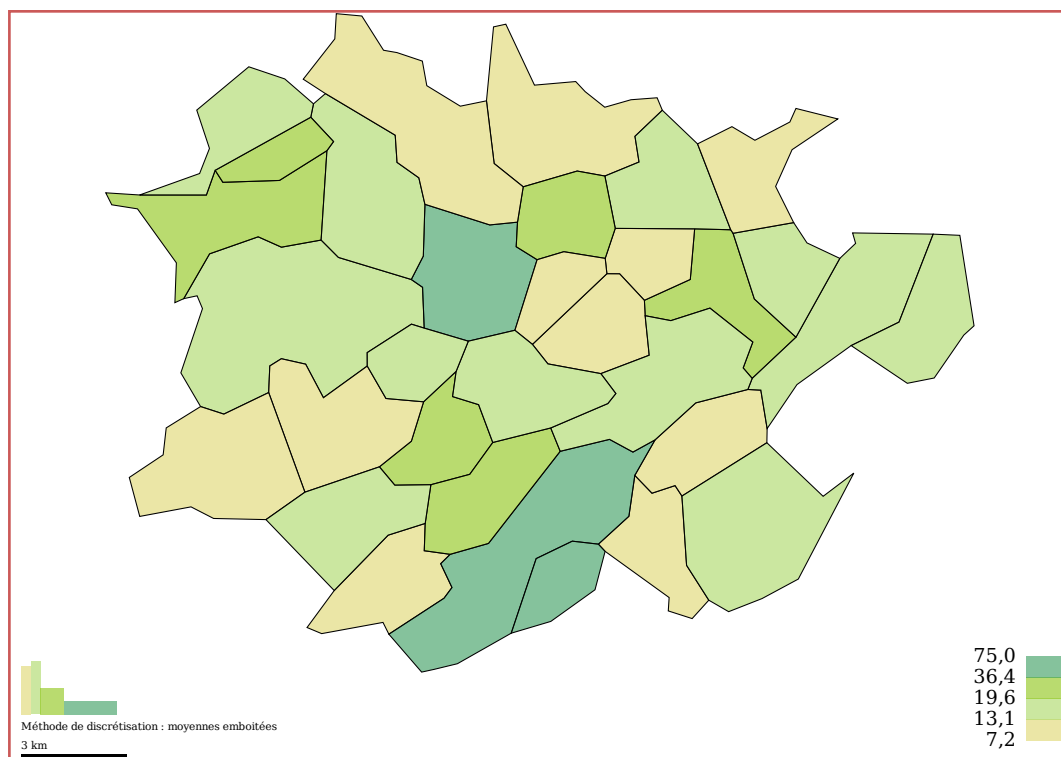 75,0
36,4
19,6
13,1
7,2
Méthode de discrétisation : moyennes emboitées
3 km